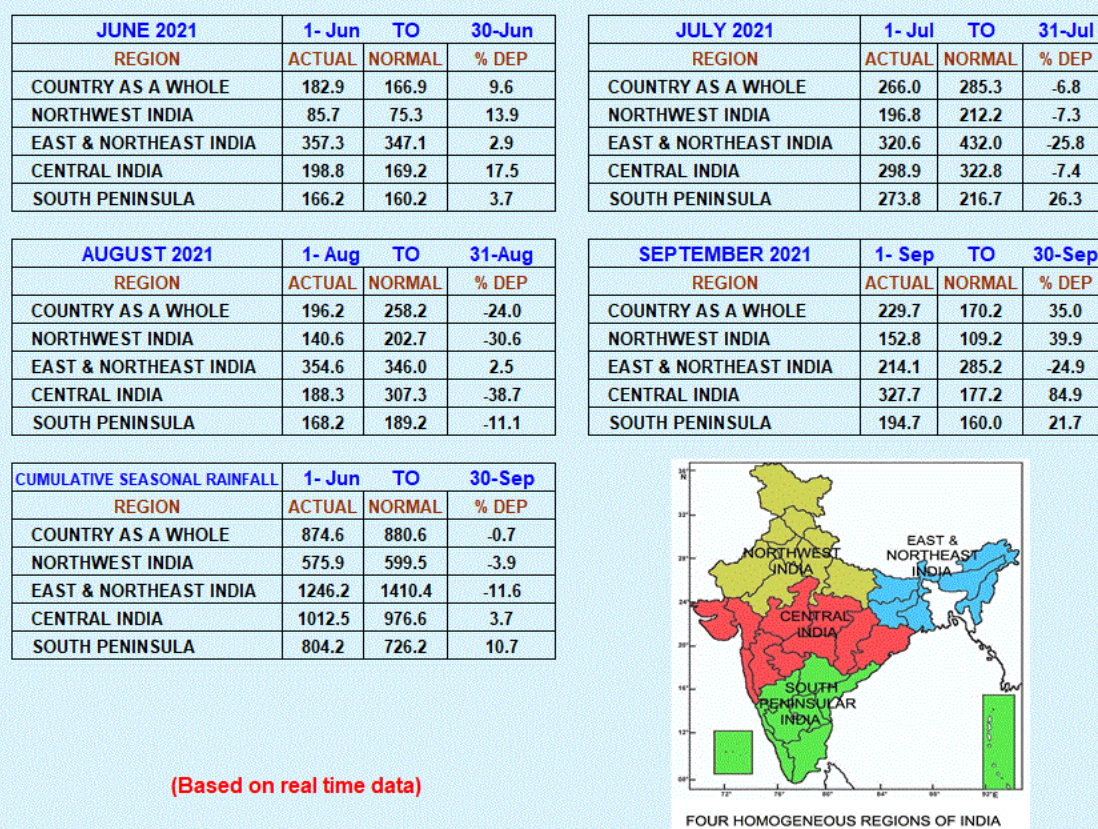 JUNE 2021 1- Jun TO 30-Jun
REGION ACTUAL NORMAL % DEP
COUNTRY AS A WHOLE 182.9 166.9 9.6
NORTHWEST INDIA 85.7 75.3 13.9
EAST & NORTHEAST INDIA 357.3 347.1 2.9
CENTRAL INDIA 198.8 169.2 17.5
SOUTH PENINSULA 166.2 160.2 3.7
JULY 2021 1- Jul TO 31-Jul
REGION ACTUAL NORMAL % DEP
COUNTRY AS A WHOLE 266.0 285.3 -6.8
NORTHWEST INDIA 196.8 212.2 -7.3
EAST & NORTHEAST INDIA 320.6 432.0 -25.8
CENTRAL INDIA 298.9 322.8 -7.4
SOUTH PENINSULA 273.8 216.7 26.3
AUGUST 2021 1- Aug TO 31-Aug
REGION ACTUAL NORMAL % DEP
COUNTRY AS A WHOLE 196.2 258.2 -24.0
NORTHWEST INDIA 140.6 202.7 -30.6
EAST & NORTHEAST INDIA 354.6 346.0 2.5
CENTRAL INDIA 188.3 307.3 -38.7
SOUTH PENINSULA 168.2 189.2 -11.1
SEPTEMBER 2021 1- Sep TO 30-Sep
REGION ACTUAL NORMAL % DEP
COUNTRY AS A WHOLE 229.7 170.2 35.0
NORTHWEST INDIA 152.8 109.2 39.9
EAST & NORTHEAST INDIA 214.1 285.2 -24.9
CENTRAL INDIA 327.7 177.2 84.9
SOUTH PENINSULA 194.7 160.0 21.7
CUMULATIVE SEASONAL RAINFALL 1- Jun TO 30-Sep
REGION ACTUAL NORMAL % DEP
COUNTRY AS A WHOLE 874.6 880.6 -0.7
NORTHWEST INDIA 575.9 599.5 -3.9
EAST & NORTHEAST INDIA 1246.2 1410.4 -11.6
CENTRAL INDIA 1012.5 976.6 3.7
SOUTH PENINSULA 804.2 726.2 10.7
(Based on real time data)
N
NORTHWEST
INDIA
EAST &
NORTHEAST
INDIA
CENTRAL
INDIA
SOUTH
PENINSULAR
INDIA
72° 76°
FOUR HOMOGENEOUS REGIONS OF INDIA